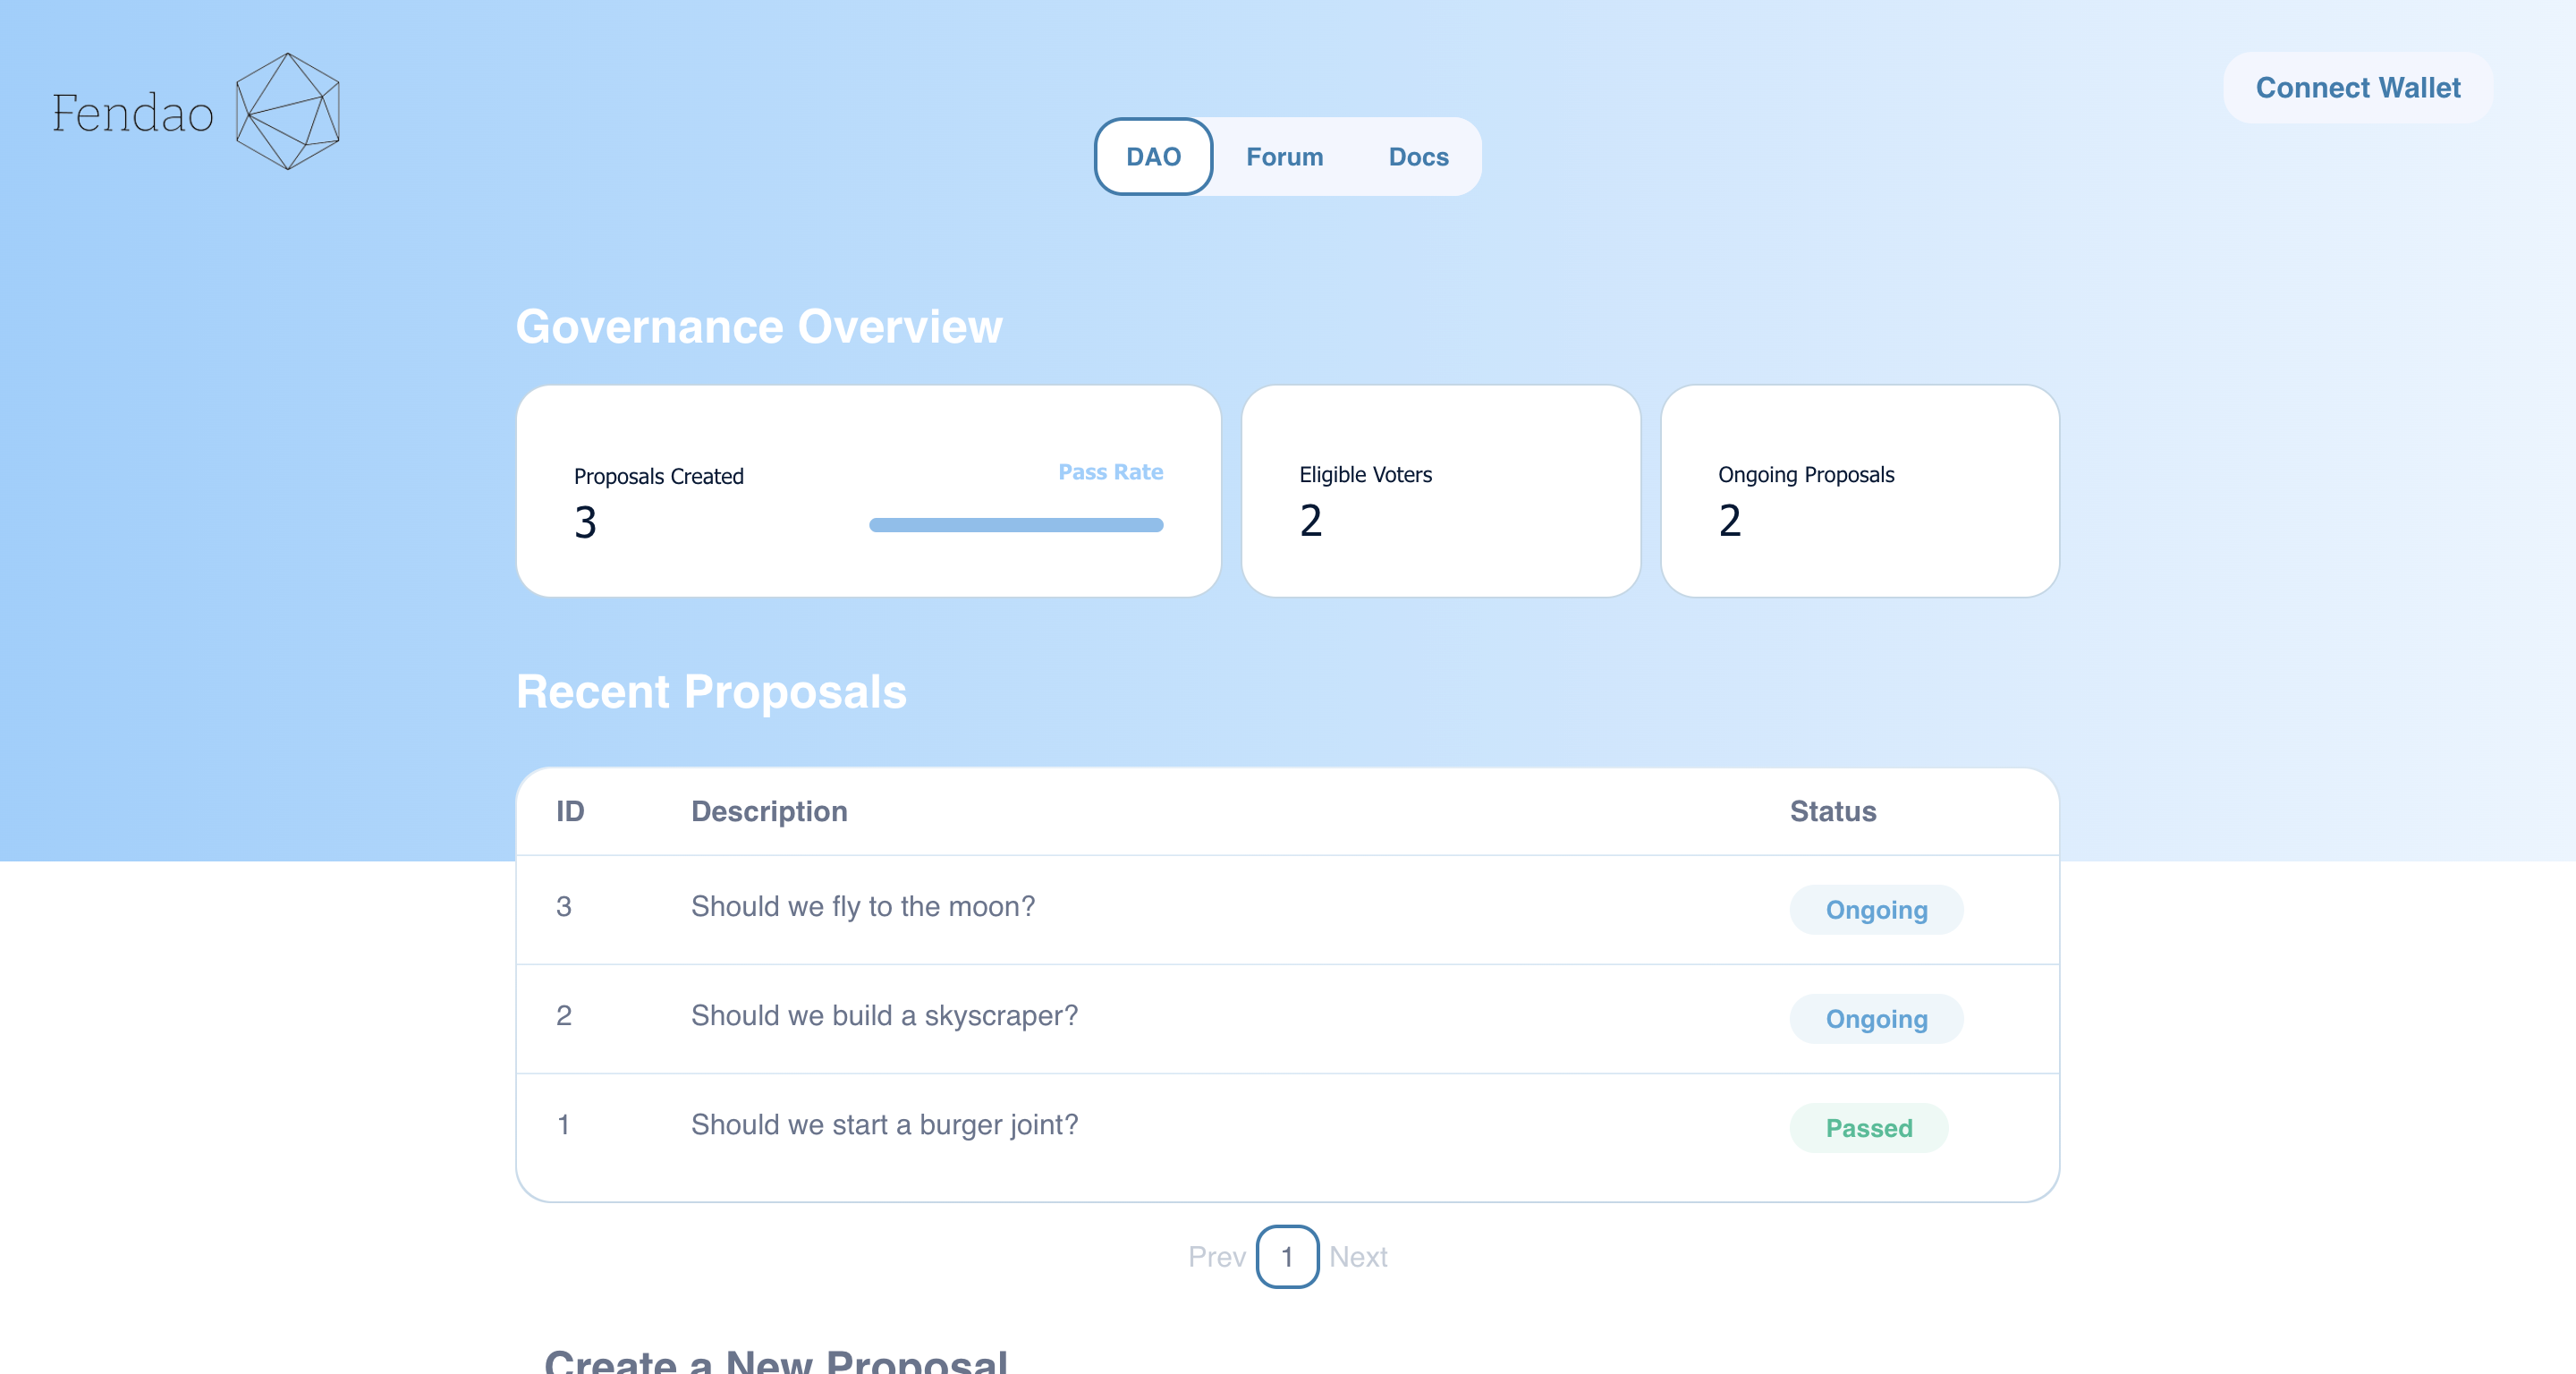 Fendao
Connect Wallet
DAO Forum Docs
Governance Overview
Proposals Created
3
Pass Rate
Eligible Voters
2
Ongoing Proposals
2
Recent Proposals
ID Description Status
3 Should we fly to the moon? Ongoing
2 Should we build a skyscraper? Ongoing
1 Should we start a burger joint? Passed
Prev 1 Next
Create a New Proposal